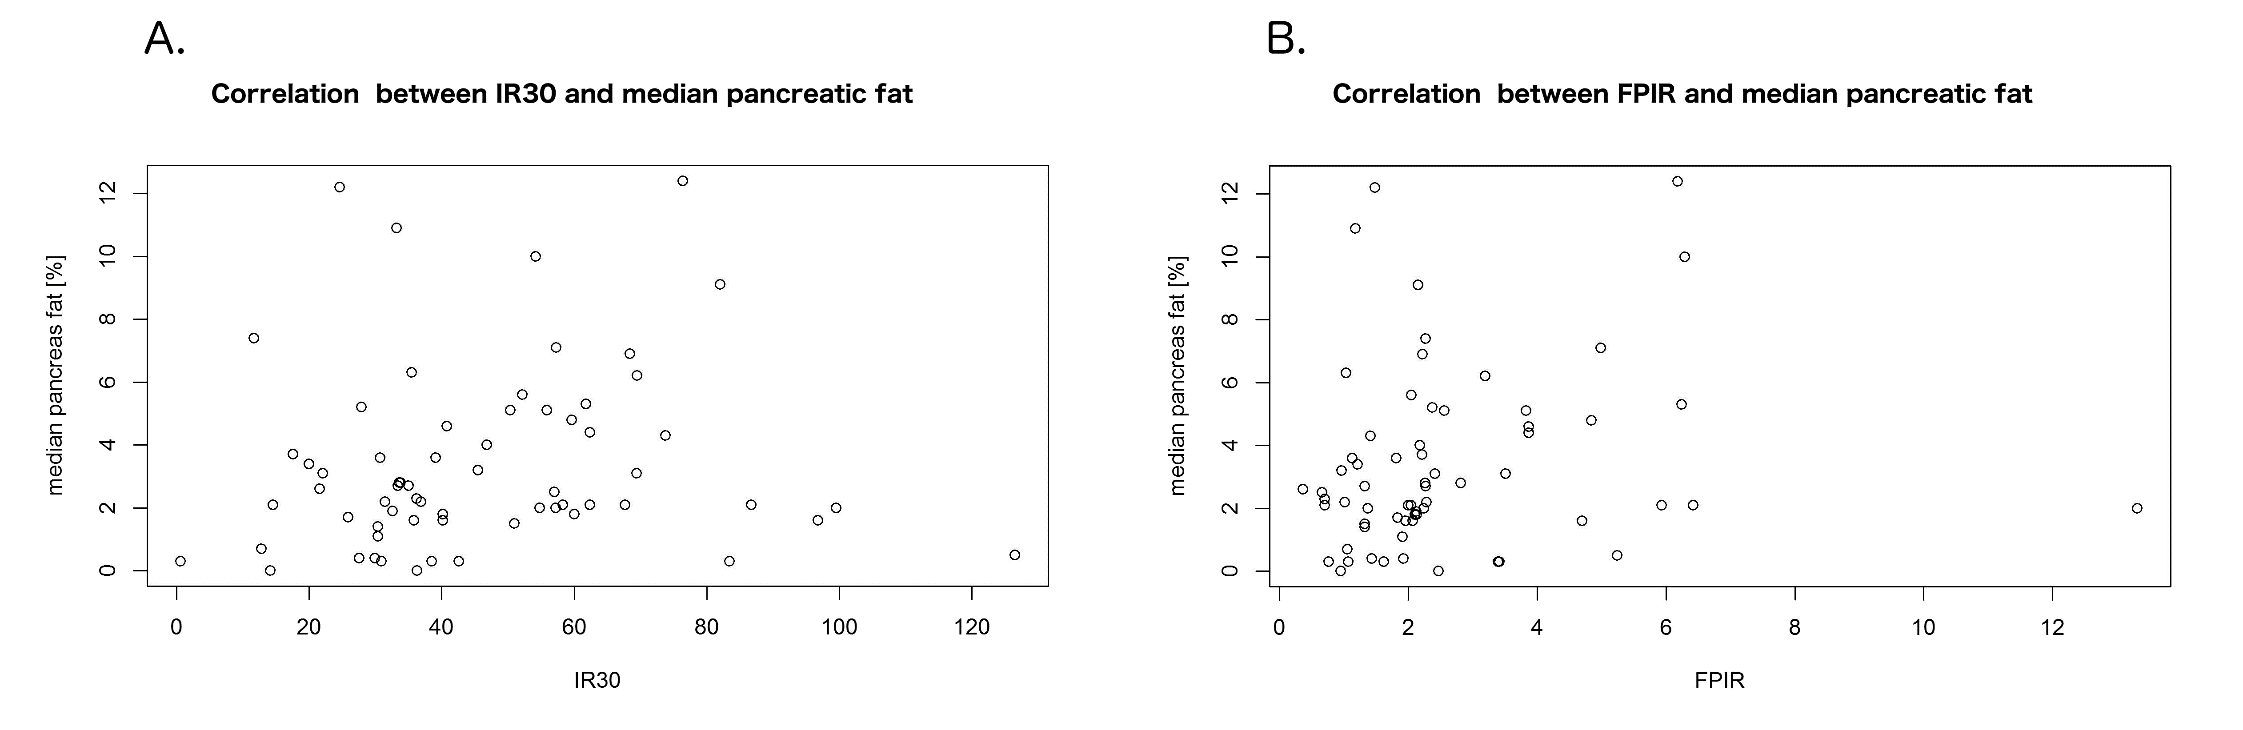 A.
Correlation  between IR30 and median pancreatic fat
median pancreas fat [%]
12
10
8
6
4
2
0
0 20 40 60 80 100 120
IR30
B.
Correlation  between FPIR and median pancreatic fat
median pancreas fat [%]
12
10
8
6
4
2
0
0 2 4 6 8 10 12
FPIR